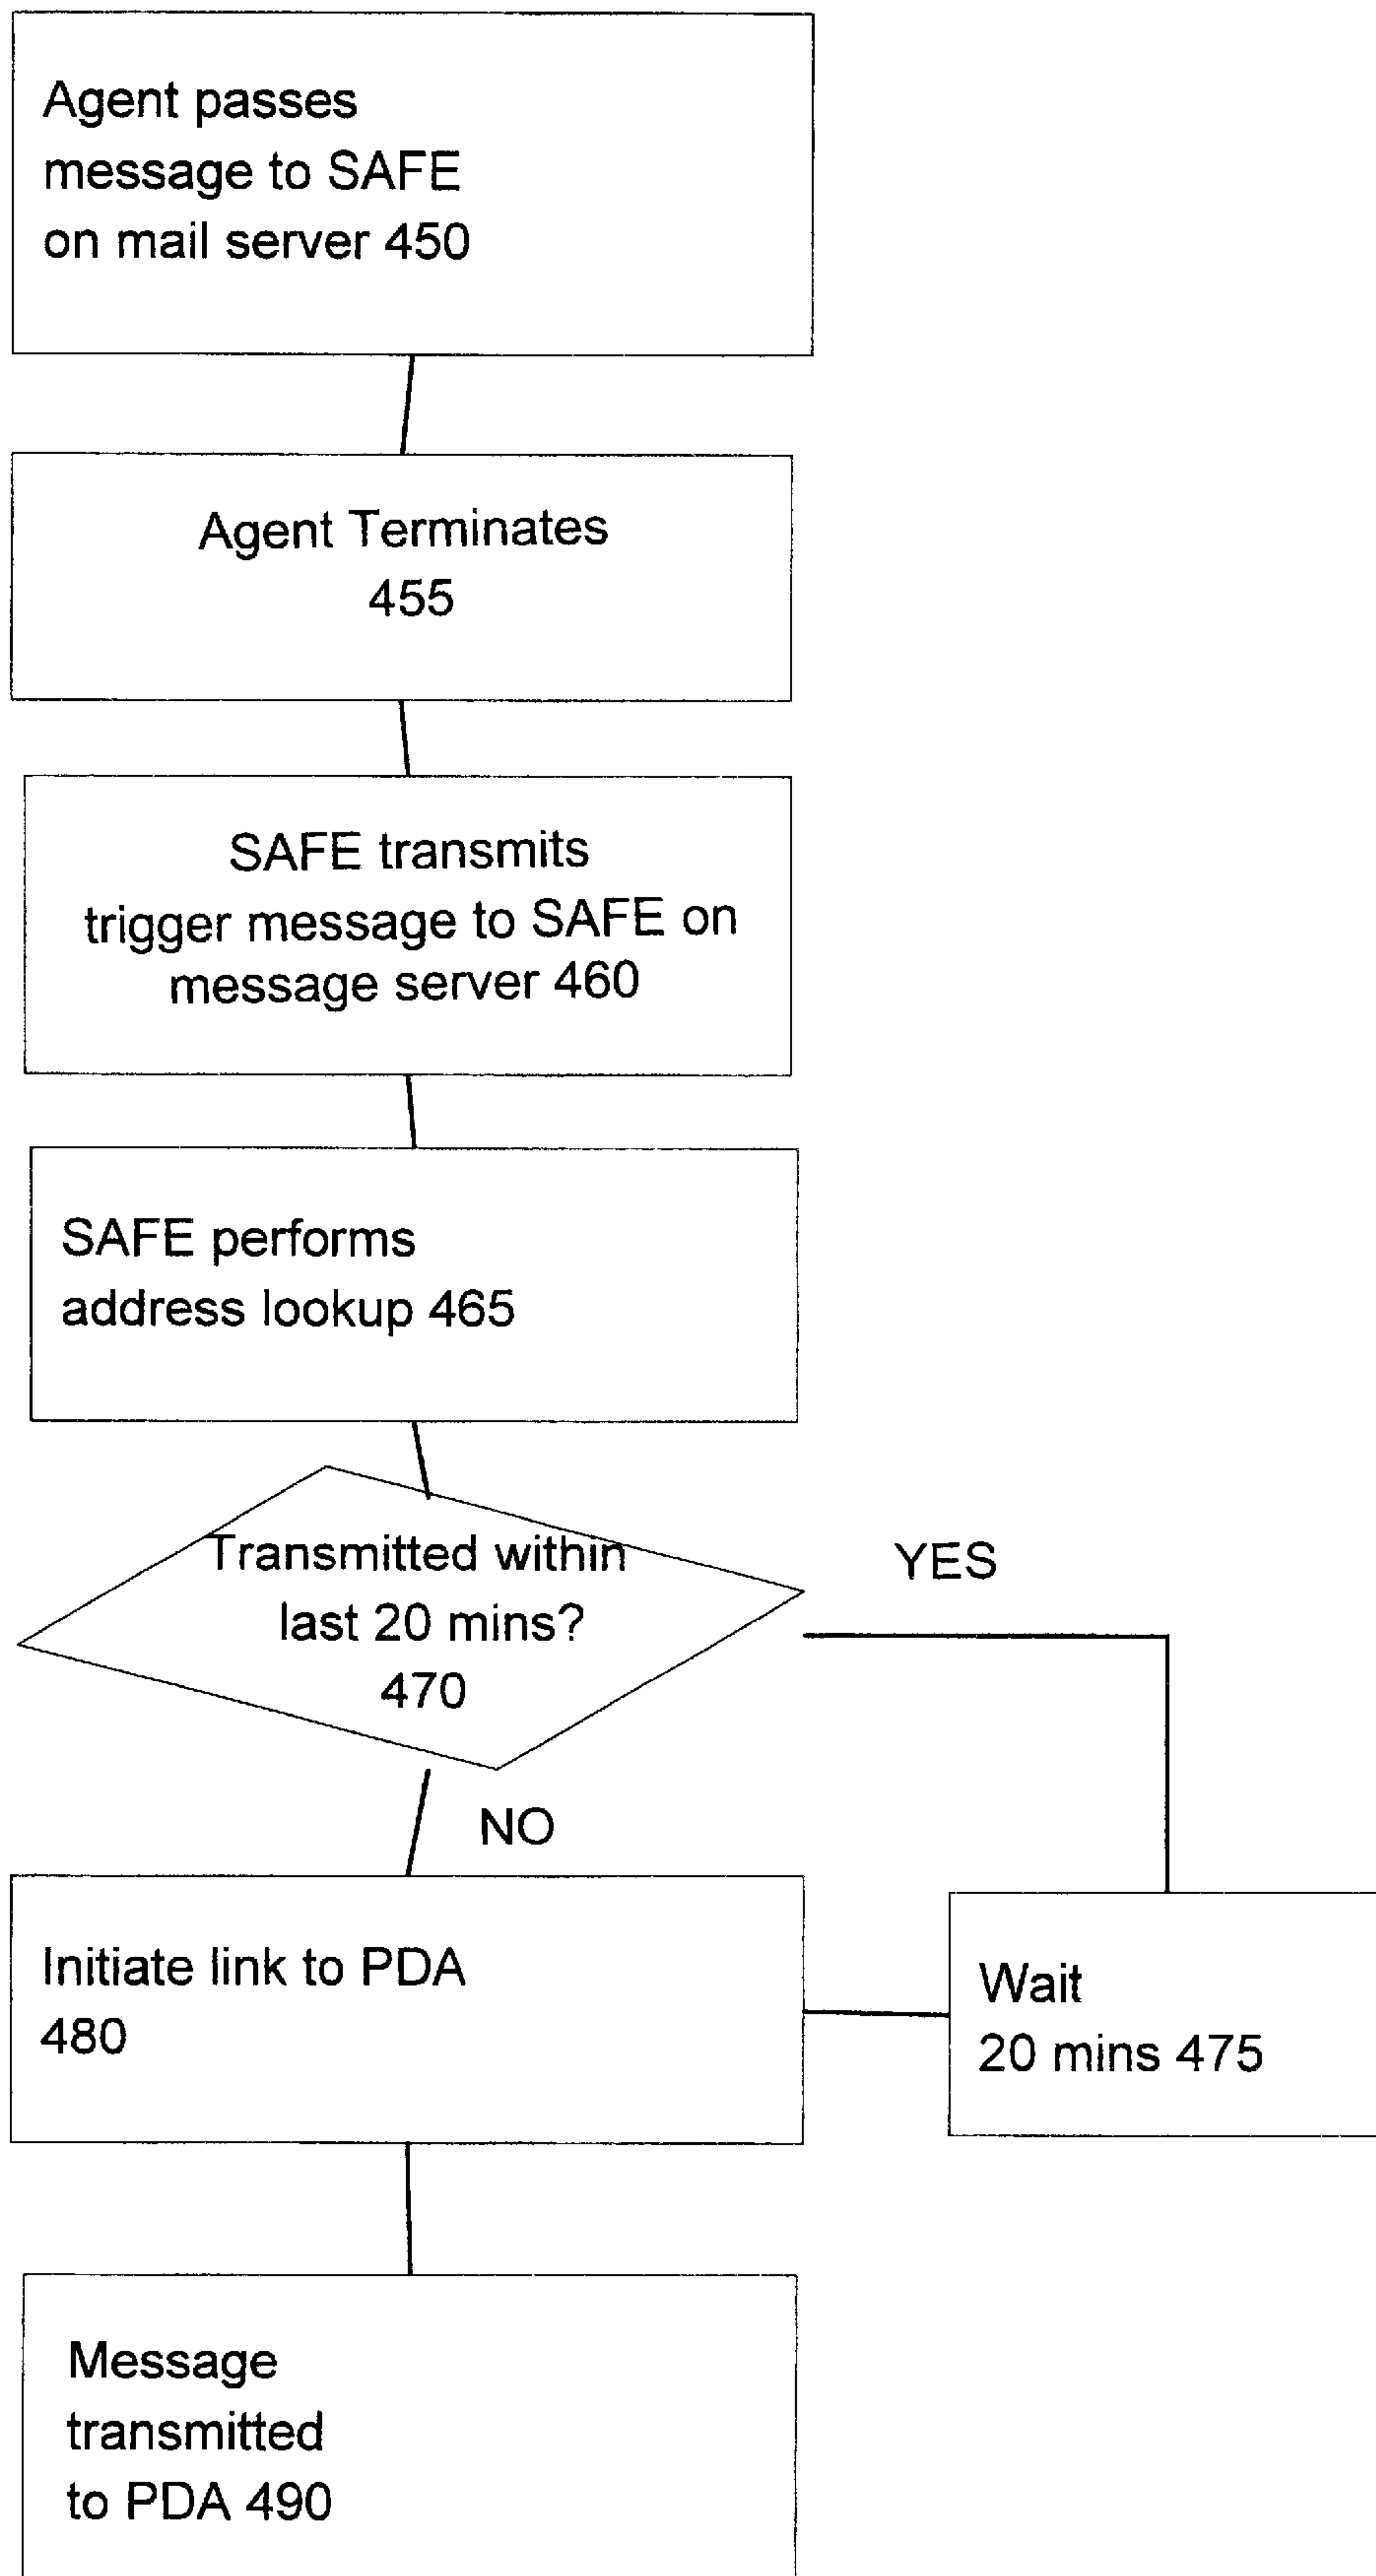 Agent passes
message to SAFE
on mail server 450
Agent Terminates
455
SAFE transmits
trigger message to SAFE on
message server 460
SAFE performs
address lookup 465
Transmitted within
last 20 mins?
470
YES
NO
Initiate link to PDA
480
Wait
20 mins 475
Message
transmitted
to PDA 490